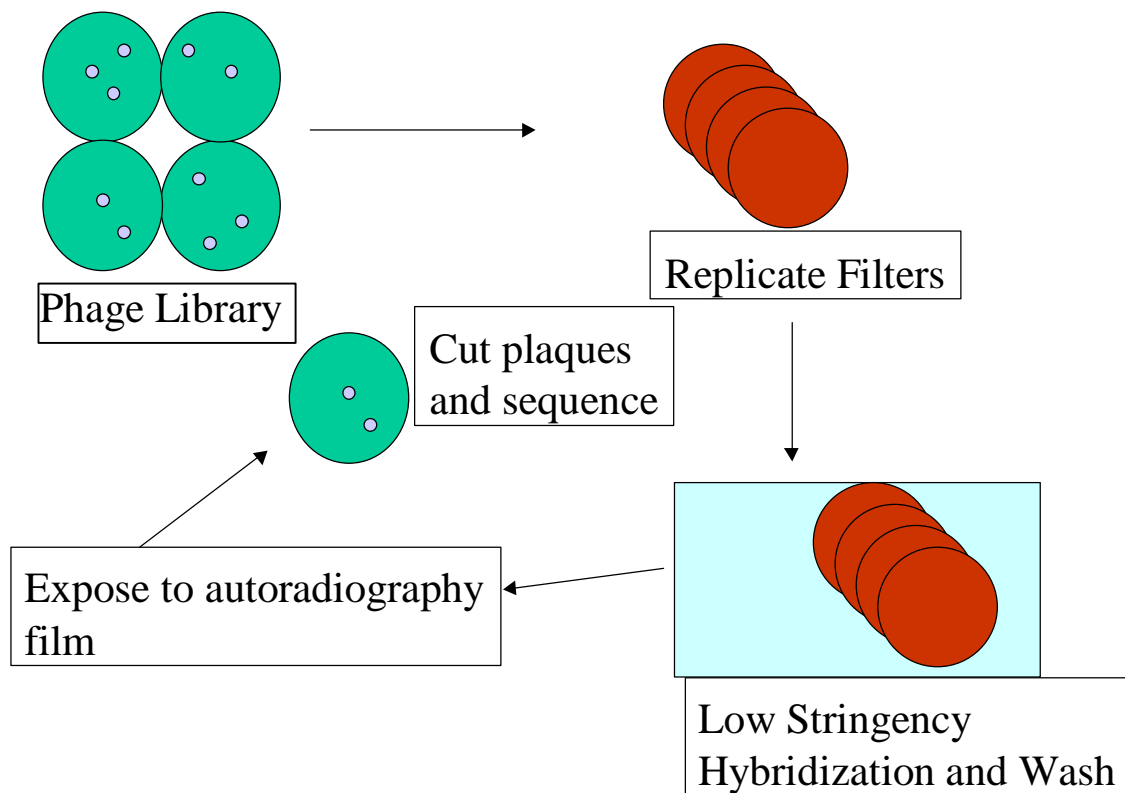 Phage Library
Replicate Filters
Cut plaques
and sequence
Expose to autoradiography
film
Low Stringency
Hybridization and Wash